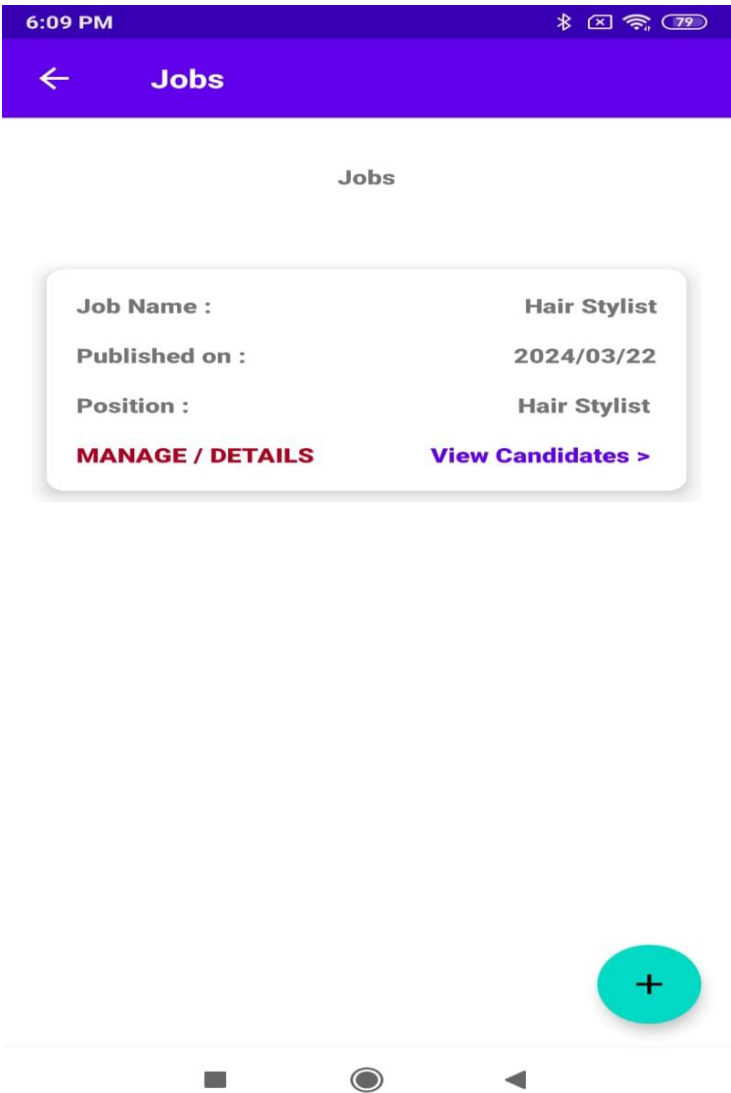 6:09 PM 79
Jobs
Jobs
Job Name : Hair Stylist
Published on : 2024/03/22
Position : Hair Stylist
MANAGE / DETAILS View Candidates >
+